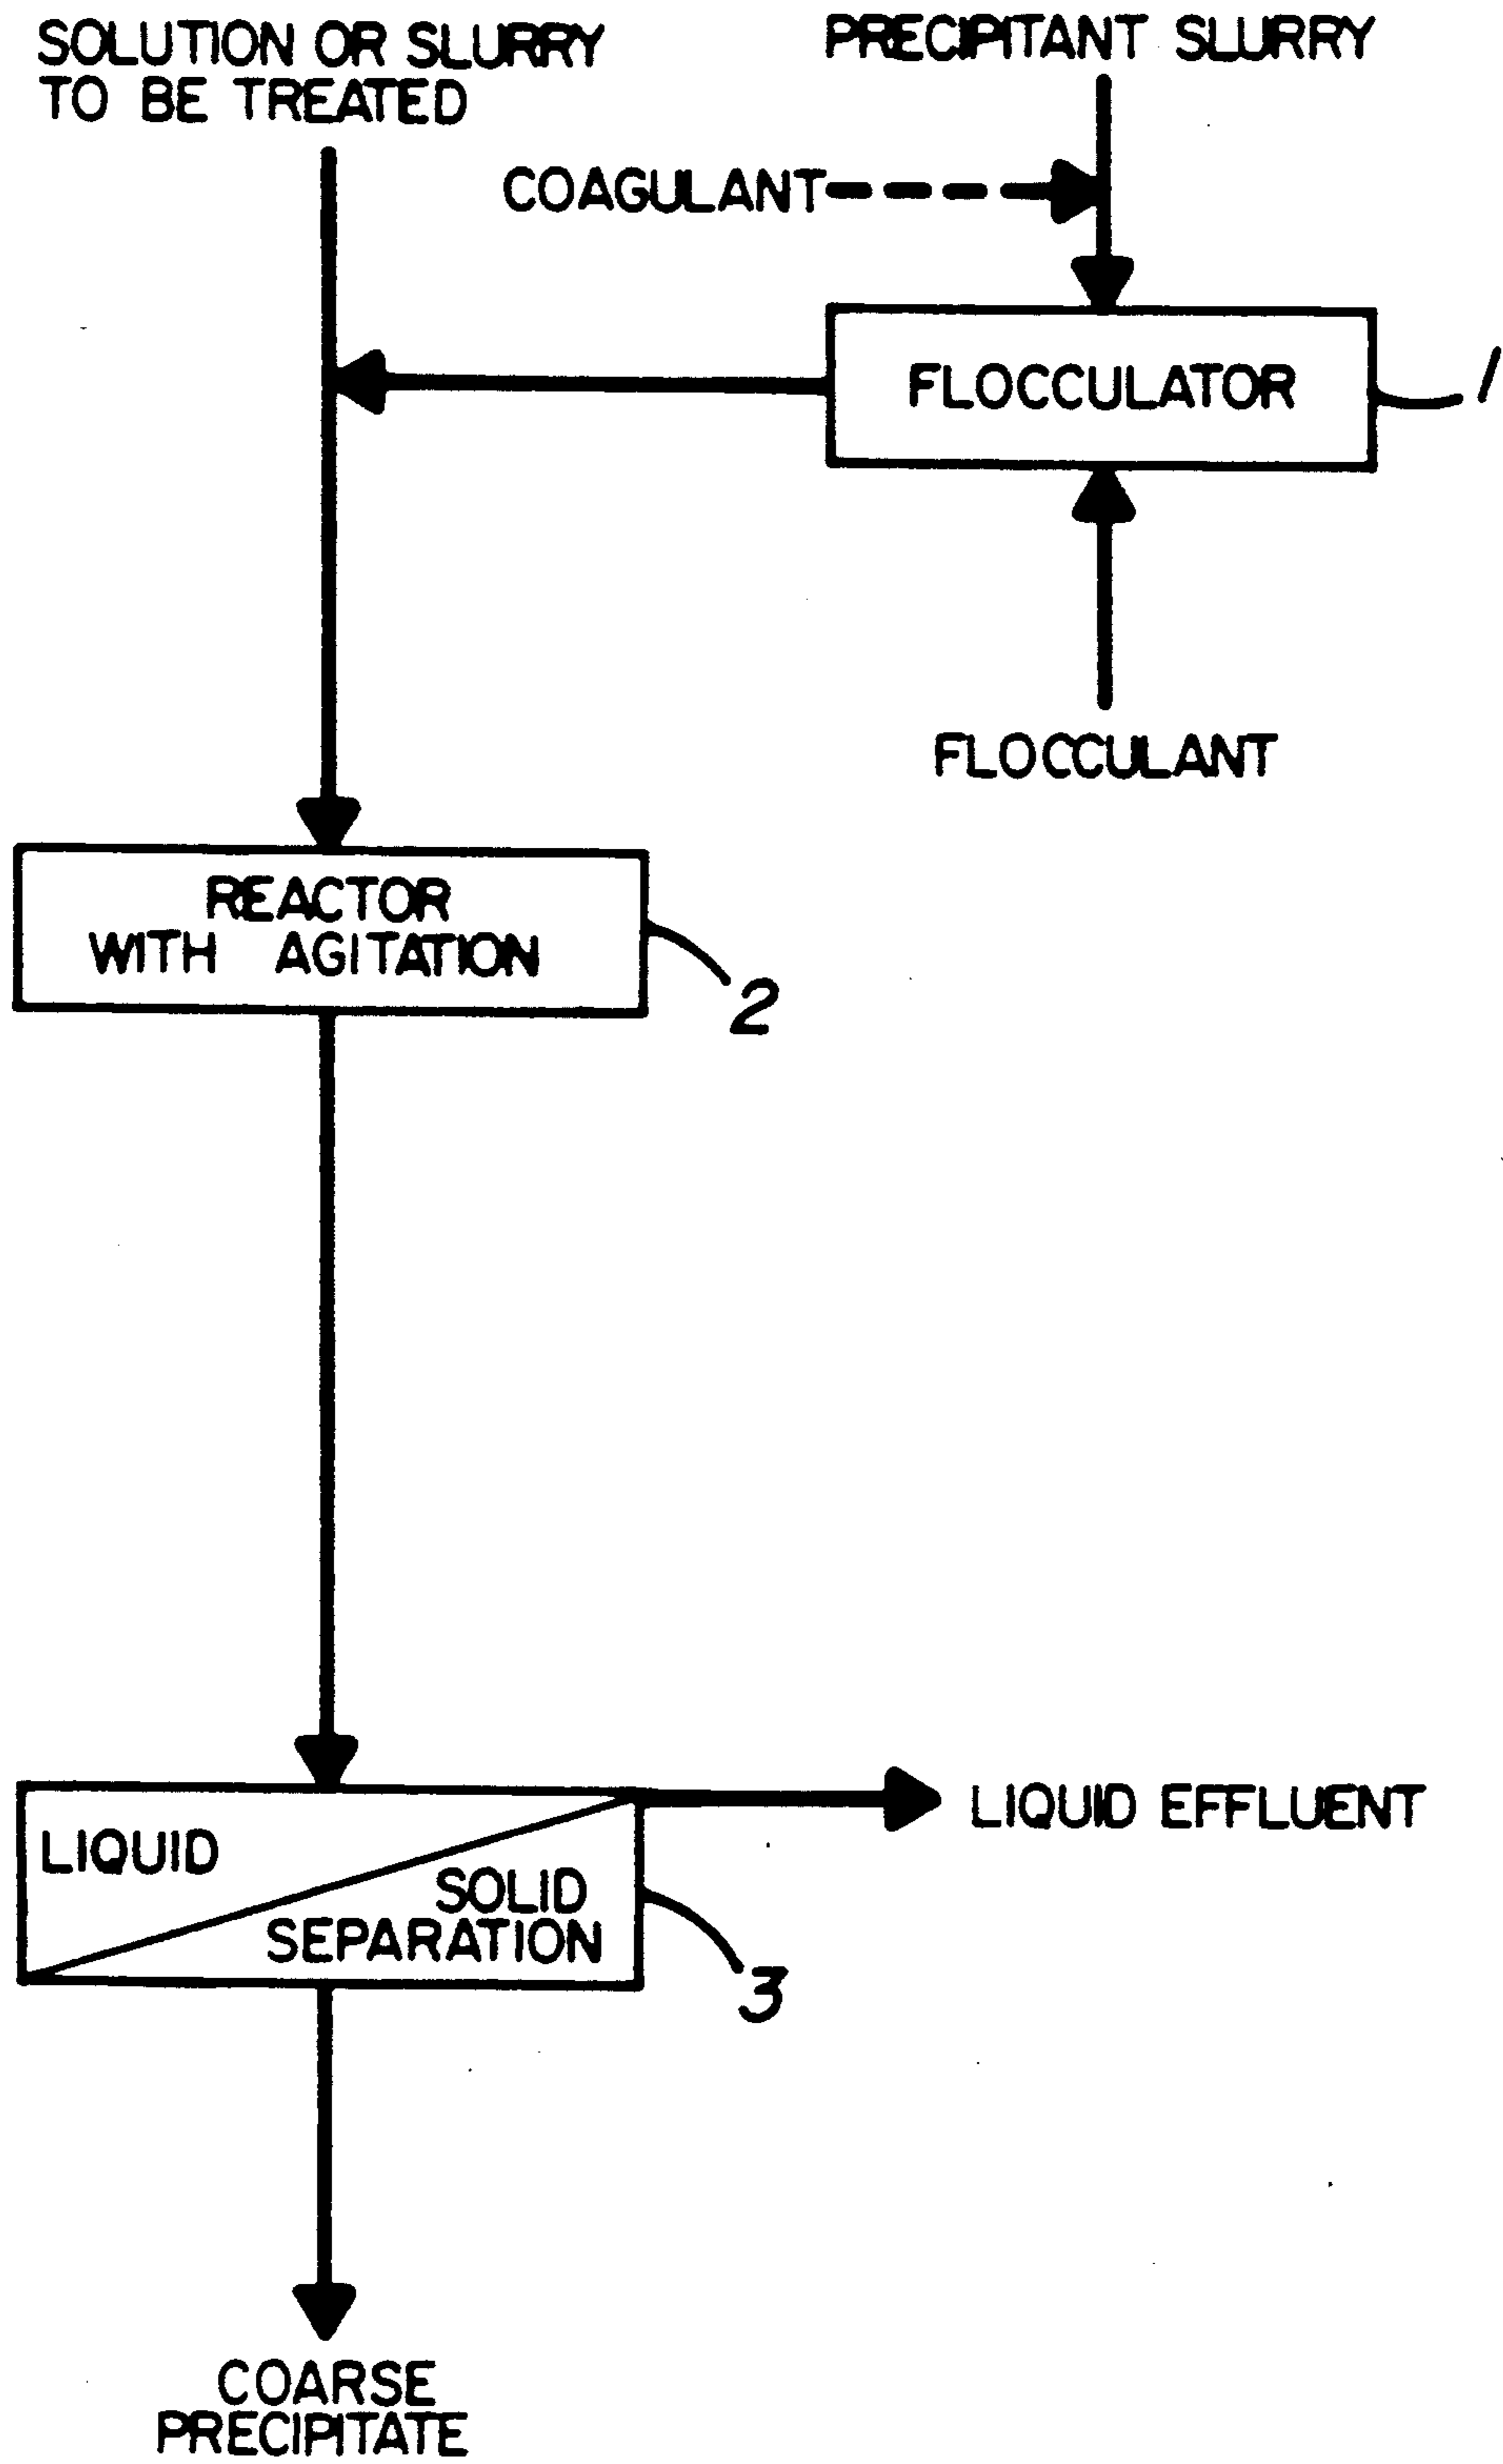 SOLUTION OR SLURRY
TO BE TREATED
PRECIPITANT SLURRY
COAGULANT
FLOCCULATOR
1
FLOCCULANT
REACTOR
WITH AGITATION
2
LIQUID
SOLID
SEPARATION
3
LIQUID EFFLUENT
COARSE
PRECIPITATE